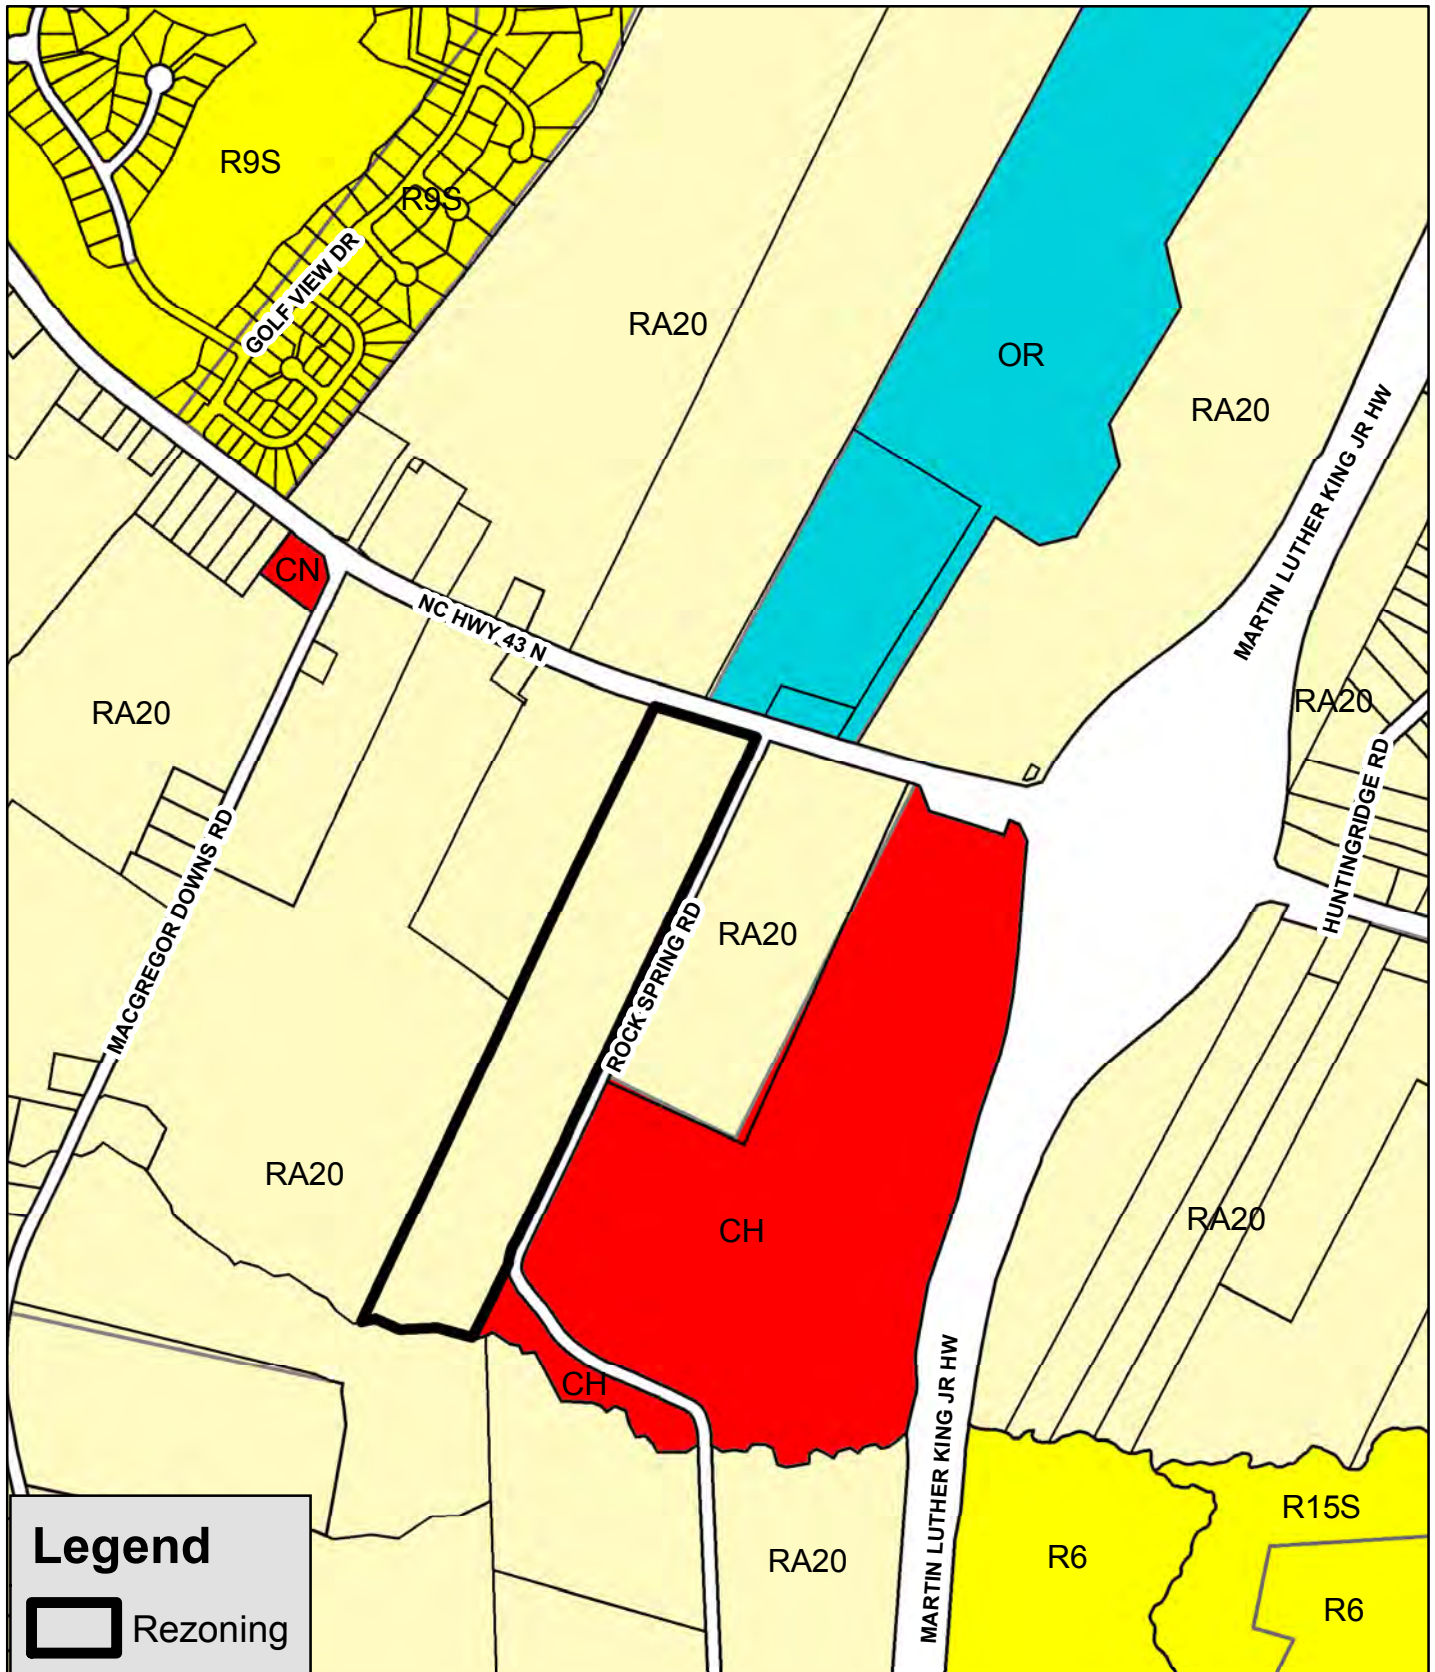 R9S
R9S
GOLF VIEW DR
RA20
OR
RA20
MARTIN LUTHER KING JR HW
CN
NC HWY 43 N
RA20
RA20
HUNTINGRIDGE RD
MACGREGOR DOWNS RD
RA20
ROCK SPRING RD
RA20
CH
RA20
CH
MARTIN LUTHER KING JR HW
R15S
R6
RA20
R6
Legend
Rezoning